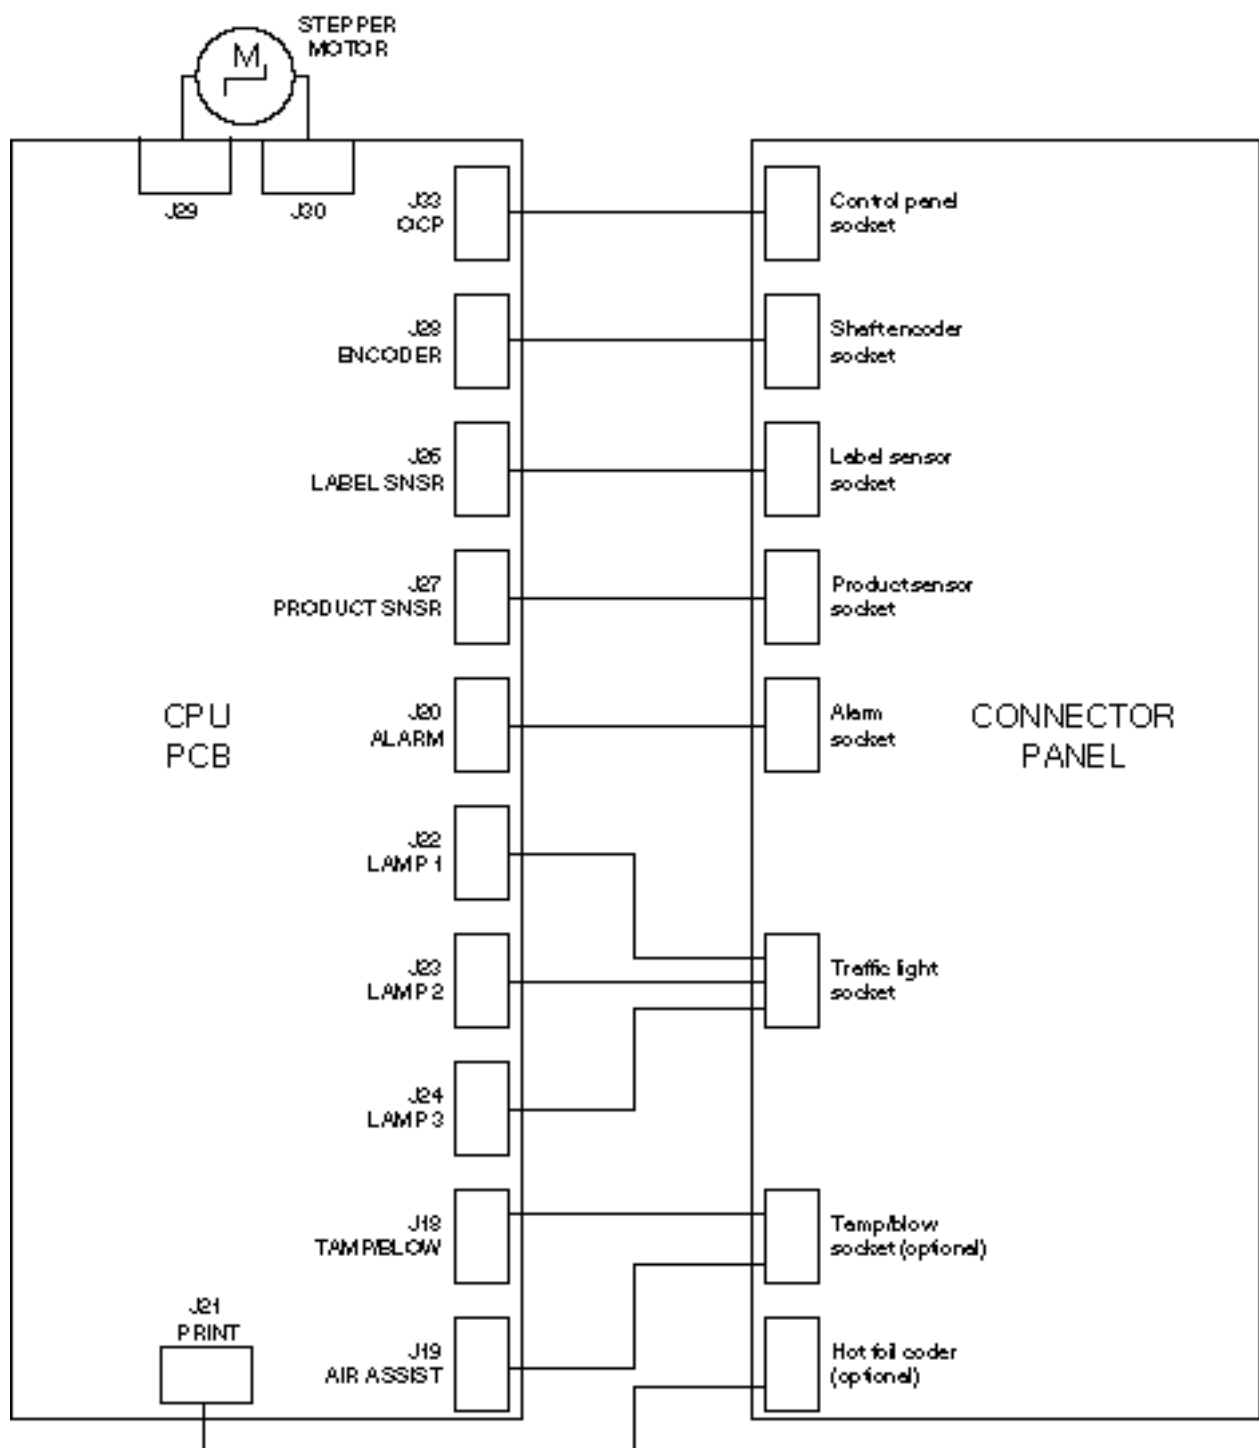 STEPPER
MOTOR
M
J29
J30
J33
OCP
Control panel
socket
J28
ENCODER
Shaft encoder
socket
J26
LABEL SNSR
Label sensor
socket
J27
PRODUCT SNSR
Product sensor
socket
CPU
PCB
J20
ALARM
Alarm
socket
CONNECTOR
PANEL
J22
LAMP 1
J23
LAMP 2
Traffic light
socket
J24
LAMP 3
J18
TAMP/BLOW
Tamp/blow
socket (optional)
J21
PRINT
J19
AIR ASSIST
Hot foil coder
(optional)